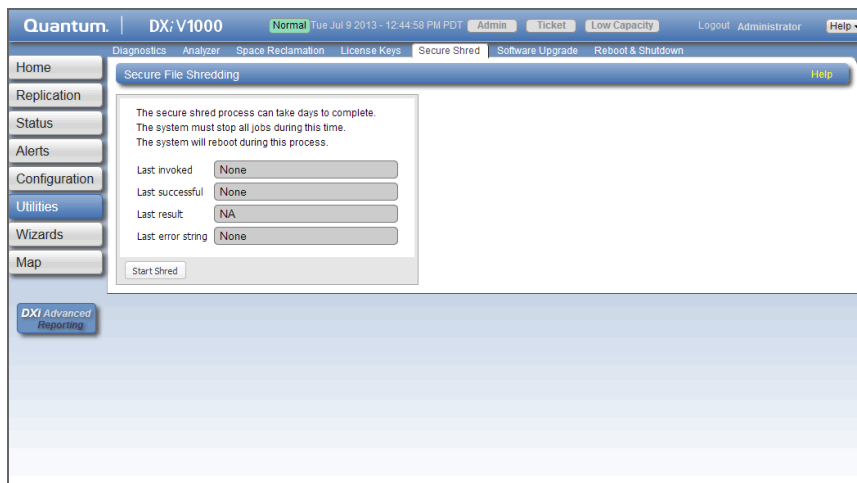 Quantum. DXi V1000 Normal Tue Jul 9 2013 - 12:44:58 PM PDT Admin Ticket Low Capacity Logout Administrator Help
Diagnostics Analyzer Space Reclamation License Keys Secure Shred Software Upgrade Reboot & Shutdown
Home
Replication
Status
Alerts
Configuration
Utilities
Wizards
Map
DXi Advanced
Reporting
Secure File Shredding Help
The secure shred process can take days to complete.
The system must stop all jobs during this time.
The system will reboot during this process.
Last invoked None
Last successful None
Last result NA
Last error string None
Start Shred